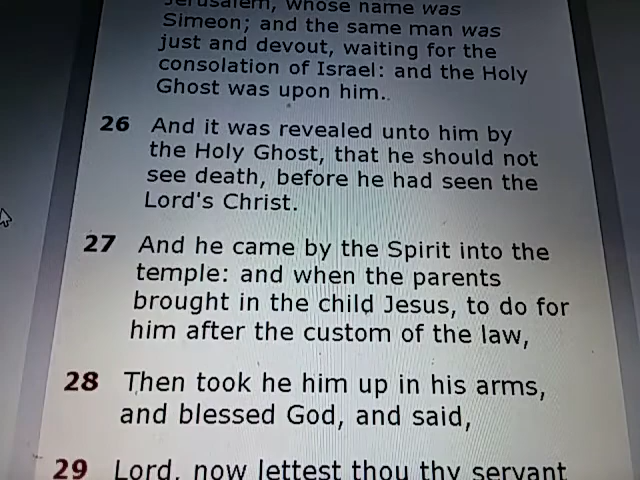 Jerusalem, whose name was
Simeon; and the same man was
just and devout, waiting for the
consolation of Israel: and the Holy
Ghost was upon him.
26 And it was revealed unto him by
the Holy Ghost, that he should not
see death, before he had seen the
Lord's Christ.
27 And he came by the Spirit into the
temple: and when the parents
brought in the child Jesus, to do for
him after the custom of the law,
28 Then took he him up in his arms,
and blessed God, and said,
29 Lord, now lettest thou thy servant